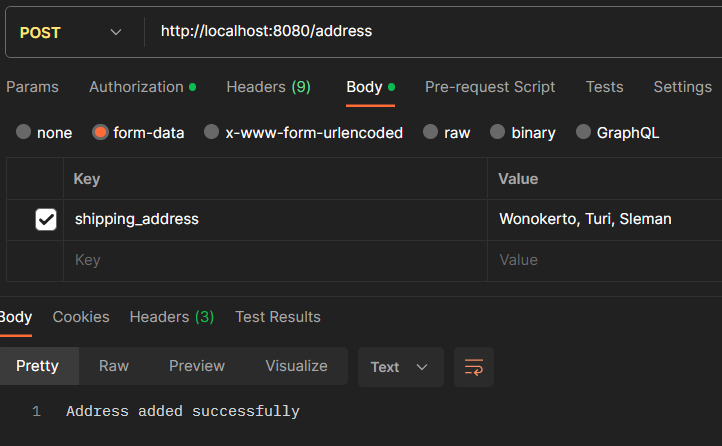 POST http://localhost:8080/address
Params Authorization Headers (9) Body Pre-request Script Tests Settings
none form-data x-www-form-urlencoded raw binary GraphQL
Key Value
shipping_address Wonokerto, Turi, Sleman
Key Value
Body Cookies Headers (3) Test Results
Pretty Raw Preview Visualize Text
1 Address added successfully